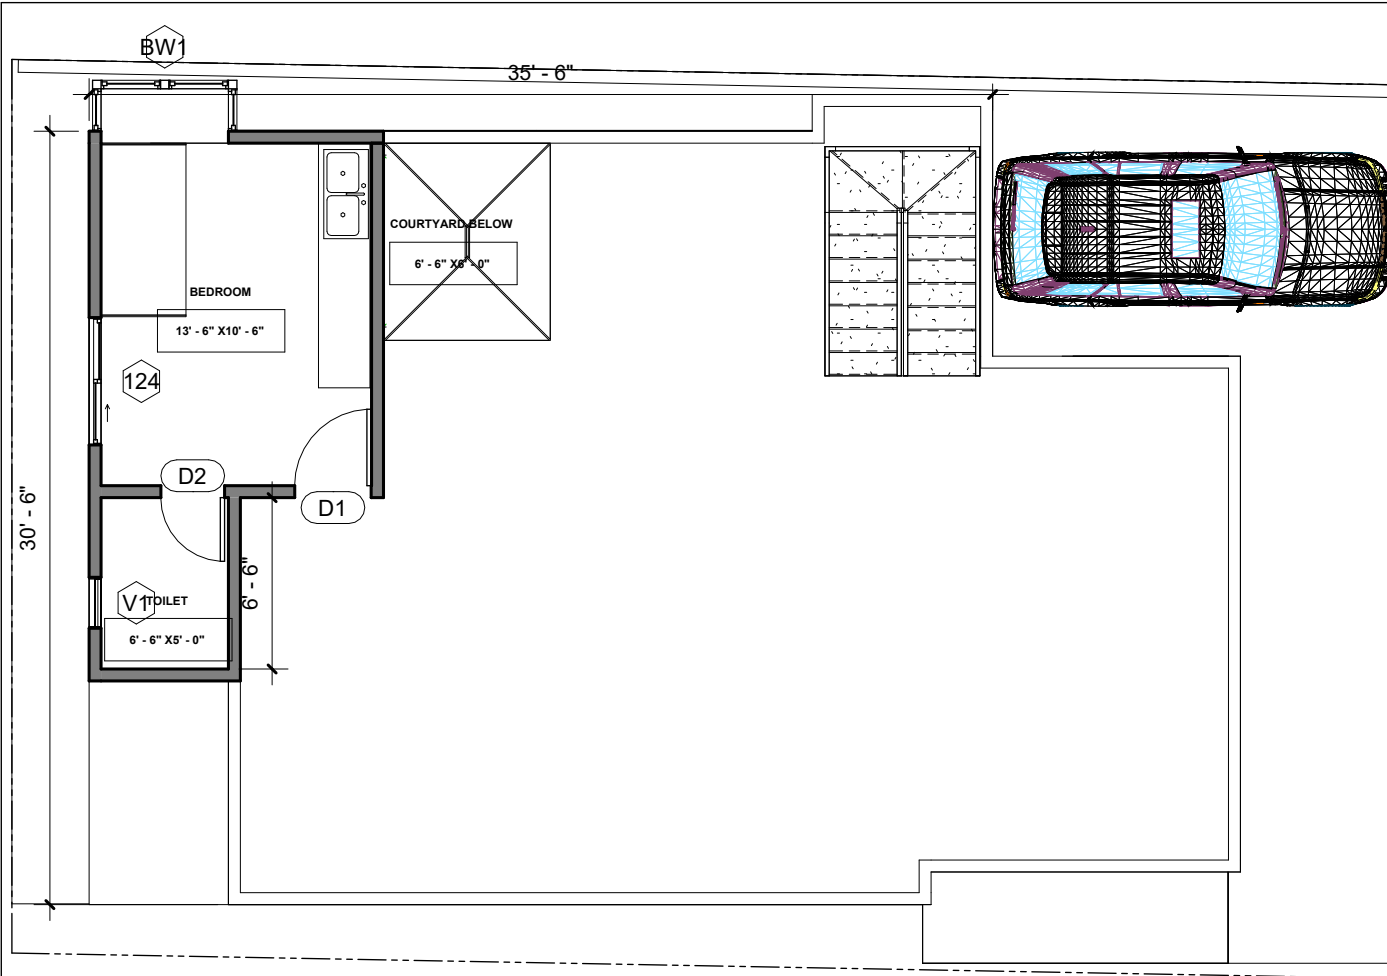 BW1
35' - 6"
COURTYARD BELOW
6' - 6" X6' - 0"
BEDROOM
13' - 6" X10' - 6"
124
D2
D1
30' - 6"
6' - 6"
V1
TOILET
6' - 6" X5' - 0"